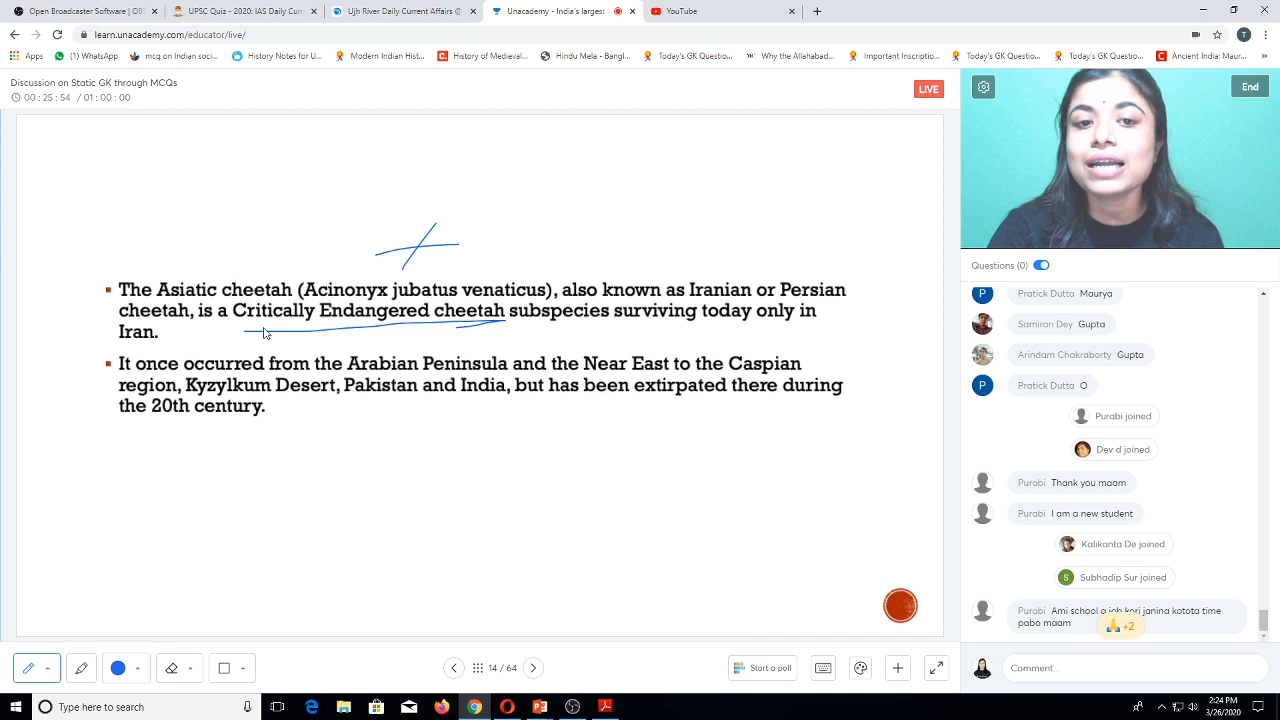 Open Broadcaster Software | OBS
UPSC Quiz - 2020: IAS Daily Curr
Ujh River Daily Current Affairs @
Unacademy - India's largest
YouTube
learn.unacademy.com/educator/live/
T
Apps
(1) WhatsApp
mcq on indian soci...
History Notes for U...
Modern Indian Hist...
History of Medieval...
Hindu Mela - Bangl...
Today's GK Questio...
Why the Allahabad...
Important Inscriptio...
Today's GK Questio...
Today's GK Questio...
Ancient India: Maur...
Discussion on Static GK through MCQs
00 : 25 : 54 / 01 : 00 : 00
LIVE
End
The Asiatic cheetah (Acinonyx jubatus venaticus), also known as Iranian or Persian
cheetah, is a Critically Endangered cheetah subspecies surviving today only in
Iran.
It once occurred from the Arabian Peninsula and the Near East to the Caspian
region, Kyzylkum Desert, Pakistan and India, but has been extirpated there during
the 20th century.
Questions (0)
P Pratick Dutta Maurya
Samiran Dey Gupta
Arindam Chakraborty Gupta
P Pratick Dutta O
Purabi joined
Dev d joined
Purabi Thank you maam
Purabi I am a new student
Kalikanta De joined
S Subhadip Sur joined
Purabi Ami school a job kori janina kotota time
pabo maam
+2
14 / 64
Start a poll
Comment...
Type here to search
2:24 PM
3/26/2020